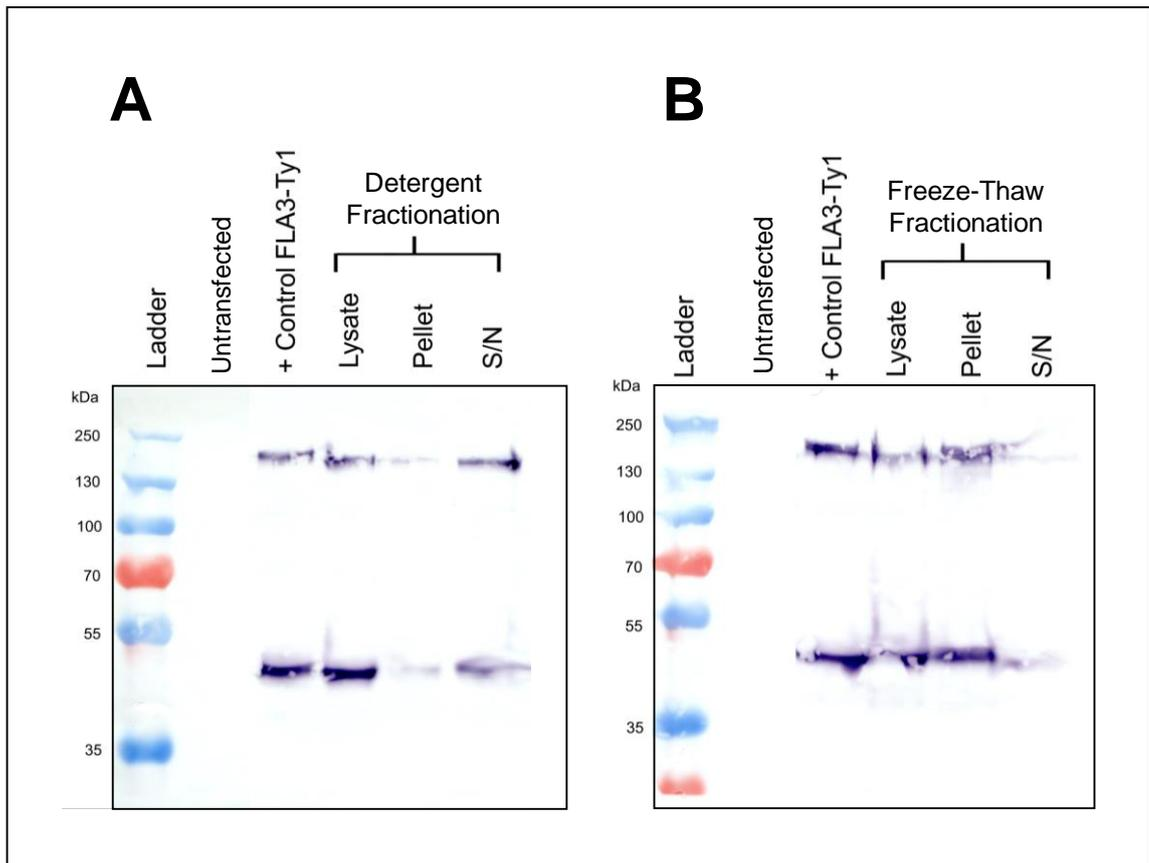 A
Ladder
Untransfected
+ Control FLA3-Ty1
Detergent
Fractionation
Lysate
Pellet
S/N
kDa
250
130
100
70
55
35
B
Ladder
Untransfected
+ Control FLA3-Ty1
Freeze-Thaw
Fractionation
Lysate
Pellet
S/N
kDa
250
130
100
70
55
35